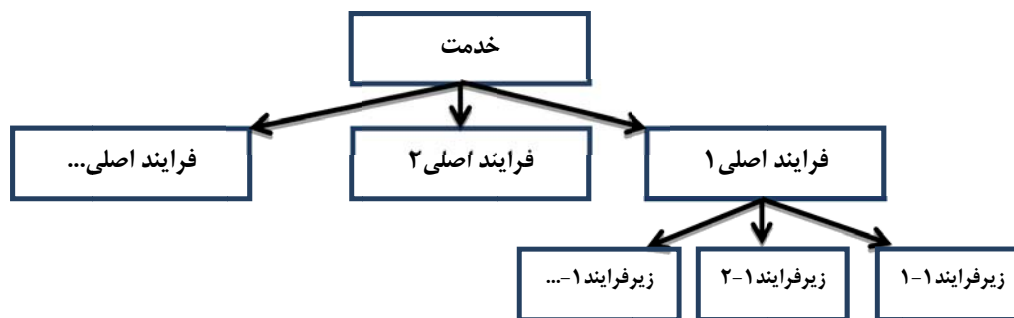 خدمت
فرایند اصلی۱
فرایند اصلی۲
فرایند اصلی...
زیرفرایند۱-۱
زیرفرایند۱-۲
زیرفرایند۱-...